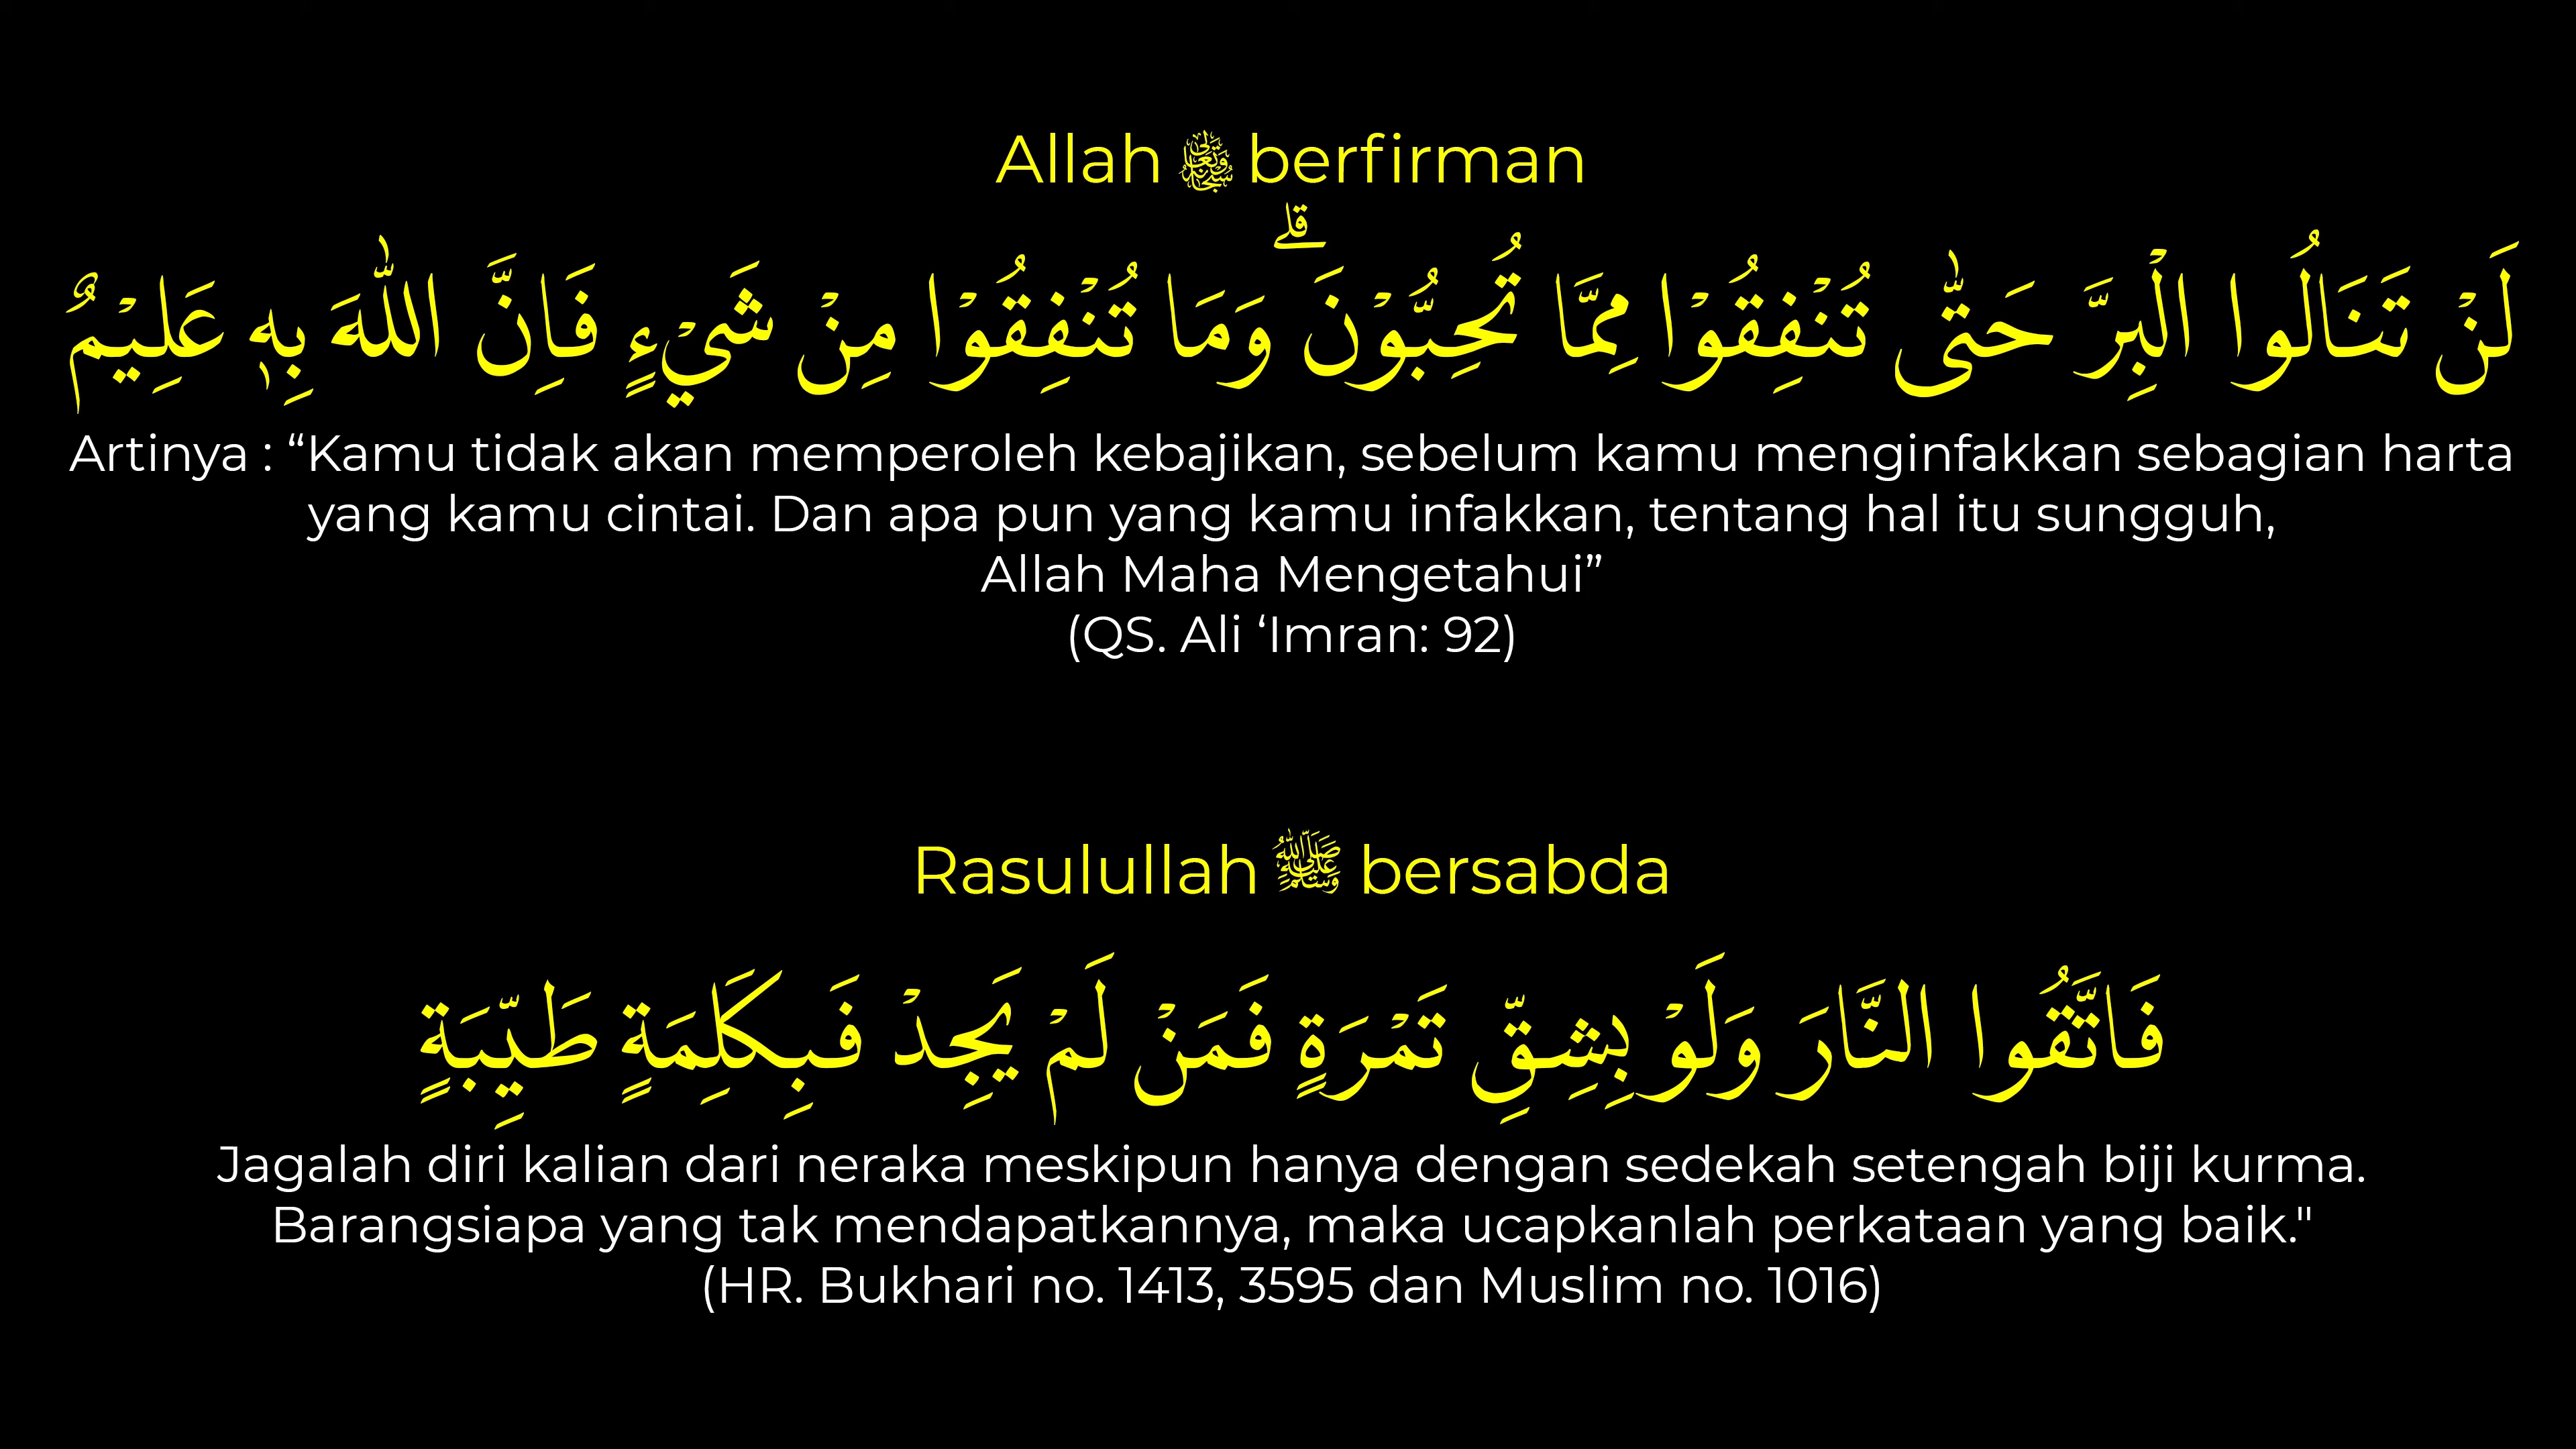 Allah سُبْحَانَهُ وَتَعَالَى berfirman
لَنْ تَنَالُوا الْبِرَّ حَتّٰى تُنْفِقُوْا مِمَّا تُحِبُّوْنَ ۗوَمَا تُنْفِقُوْا مِنْ شَيْءٍ فَاِنَّ اللّٰهَ بِهٖ عَلِيْمٌ
Artinya : “Kamu tidak akan memperoleh kebajikan, sebelum kamu menginfakkan sebagian harta
yang kamu cintai. Dan apa pun yang kamu infakkan, tentang hal itu sungguh,
Allah Maha Mengetahui”
(QS. Ali ‘Imran: 92)
Rasulullah ﷺ bersabda
فَاتَّقُوا النَّارَ وَلَوْ بِشِقِّ تَمْرَةٍ فَمَنْ لَمْ يَجِدْ فَبِكَلِمَةٍ طَيِّبَةٍ
Jagalah diri kalian dari neraka meskipun hanya dengan sedekah setengah biji kurma.
Barangsiapa yang tak mendapatkannya, maka ucapkanlah perkataan yang baik."
(HR. Bukhari no. 1413, 3595 dan Muslim no. 1016)